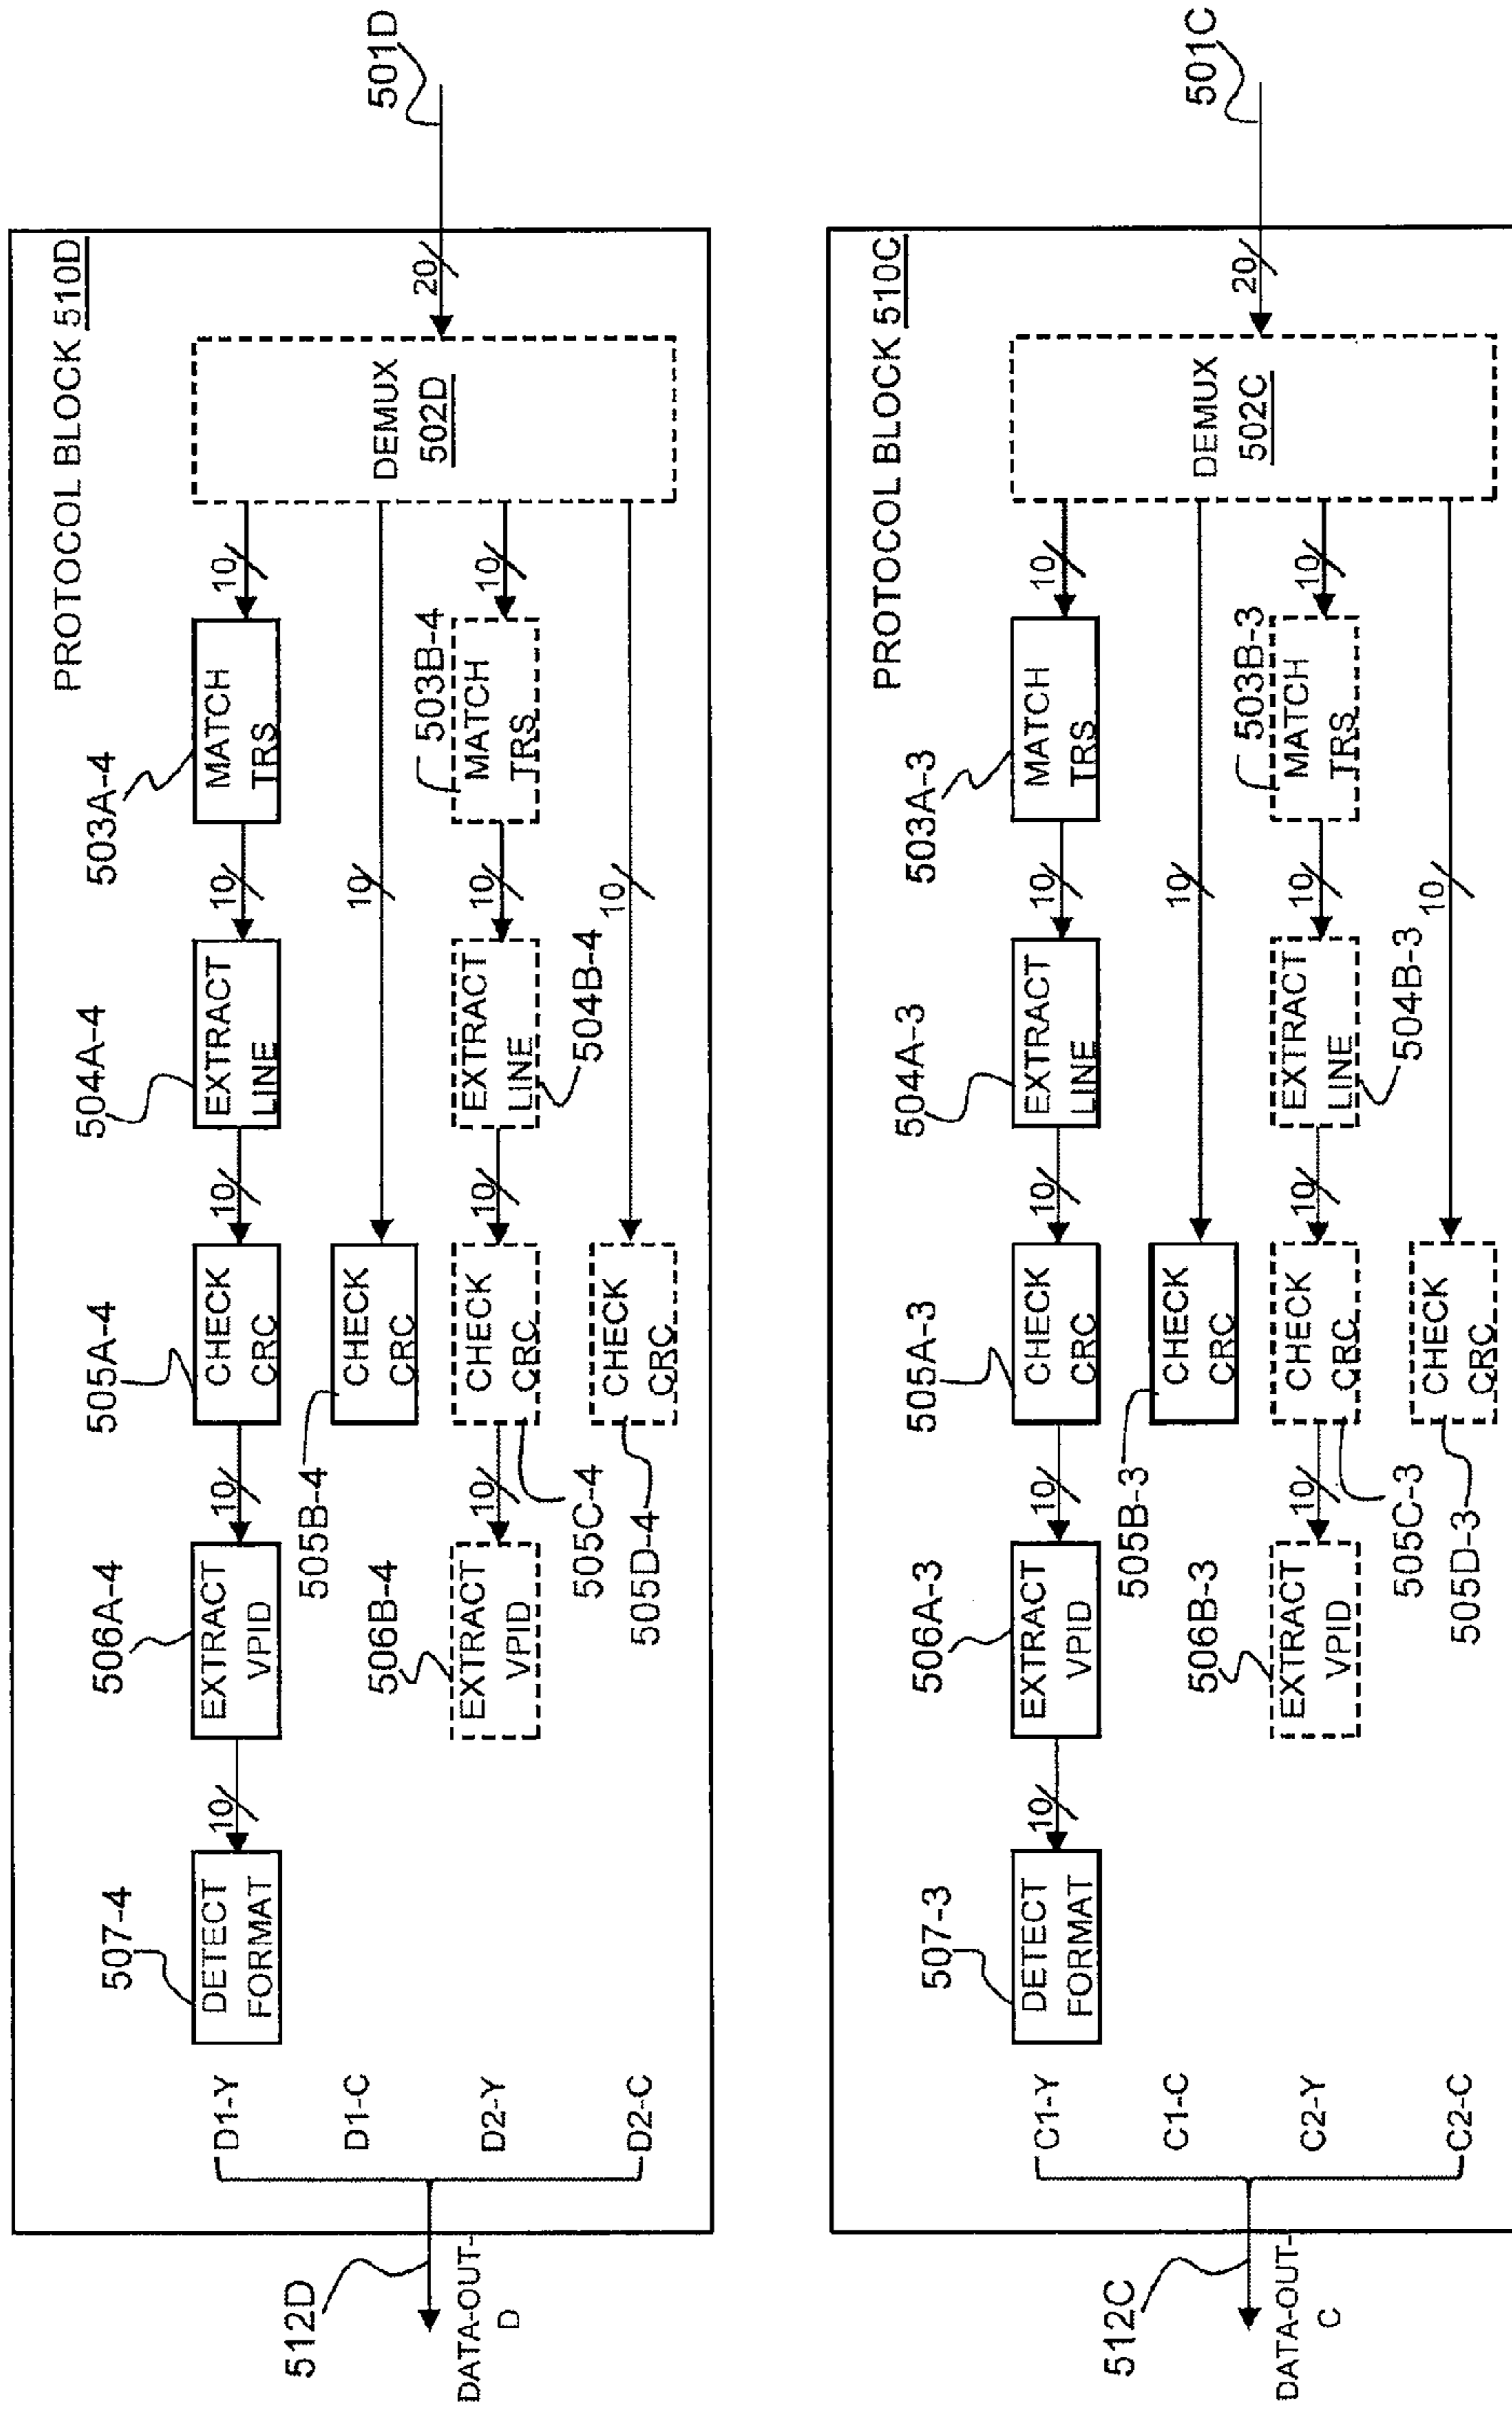 PROTOCOL BLOCK 510D
501D
20
DEMUX
502D
10
10
10
503A-4
MATCH
TRS
503B-4
MATCH
TRS
10
10
10
10
504A-4
EXTRACT
LINE
EXTRACT
LINE
504B-4
10
10
505A-4
CHECK
CRC
CHECK
CRC
505B-4
CHECK
CRC
505C-4
CHECK
CRC
505D-4
10
10
506A-4
EXTRACT
VPID
506B-4
EXTRACT
VPID
10
507-4
DETECT
FORMAT
D1-Y
D1-C
D2-Y
D2-C
512D
DATA-OUT-
D
PROTOCOL BLOCK 510C
501C
20
DEMUX
502C
10
10
503A-3
MATCH
TRS
503B-3
MATCH
TRS
10
10
10
10
504A-3
EXTRACT
LINE
EXTRACT
LINE
504B-3
10
10
505A-3
CHECK
CRC
CHECK
CRC
505B-3
CHECK
CRC
505C-3
CHECK
CRC
505D-3
10
10
506A-3
EXTRACT
VPID
506B-3
EXTRACT
VPID
10
507-3
DETECT
FORMAT
C1-Y
C1-C
C2-Y
C2-C
512C
DATA-OUT-
C